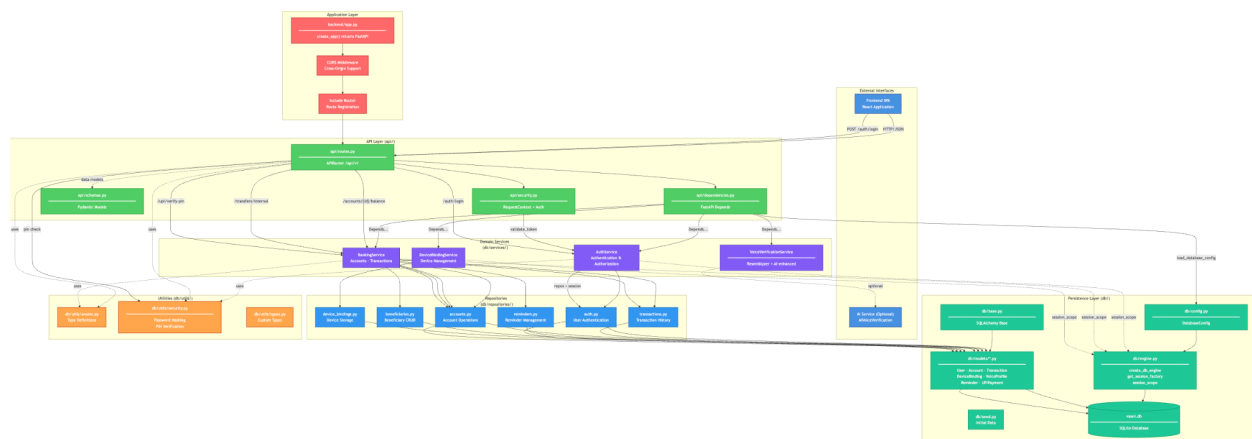 Application Layer
backend/app.py
create_app() returns FastAPI
CORS Middleware
Cross-Origin Support
Include Router
Route Registration
External Interfaces
Frontend SPA
React Application
POST /auth/login
HTTP/JSON
API Layer (api/)
api/routes.py
APIRouter /api/v1
data models
api/schemas.py
Pydantic Models
api/security.py
RequestContext + Auth
api/dependencies.py
FastAPI Depends
/upi/verify-pin
/transfers/internal
/accounts/{id}/balance
/auth/login
uses
pin check
uses
Depends...
Depends...
validate_token
Depends...
Depends...
load_database_config
Domain Services
(db/services/)
BankingService
Accounts · Transactions
DeviceBindingService
Device Management
AuthService
Authentication &
Authorization
VoiceVerificationService
Resemblyzer + AI-enhanced
uses
uses
repos + session
optional
session_scope
session_scope
session_scope
session_scope
Utilities (db/utils/)
db/utils/enums.py
Enum Definitions
db/utils/security.py
Password Hashing
PIN Verification
db/utils/types.py
Custom Types
Repositories
(db/repositories/)
device_bindings.py
Device Storage
beneficiaries.py
Beneficiary CRUD
accounts.py
Account Operations
reminders.py
Reminder Management
auth.py
User Authentication
transactions.py
Transaction History
AI Service (Optional)
AIVoiceVerification
Persistence Layer (db/)
db/base.py
SQLAlchemy Base
db/config.py
DatabaseConfig
db/models/*.py
User · Account · Transaction
DeviceBinding · VoiceProfile
Reminder · UPIPayment
db/engine.py
create_db_engine
get_session_factory
session_scope
db/seed.py
Initial Data
SQLite Database